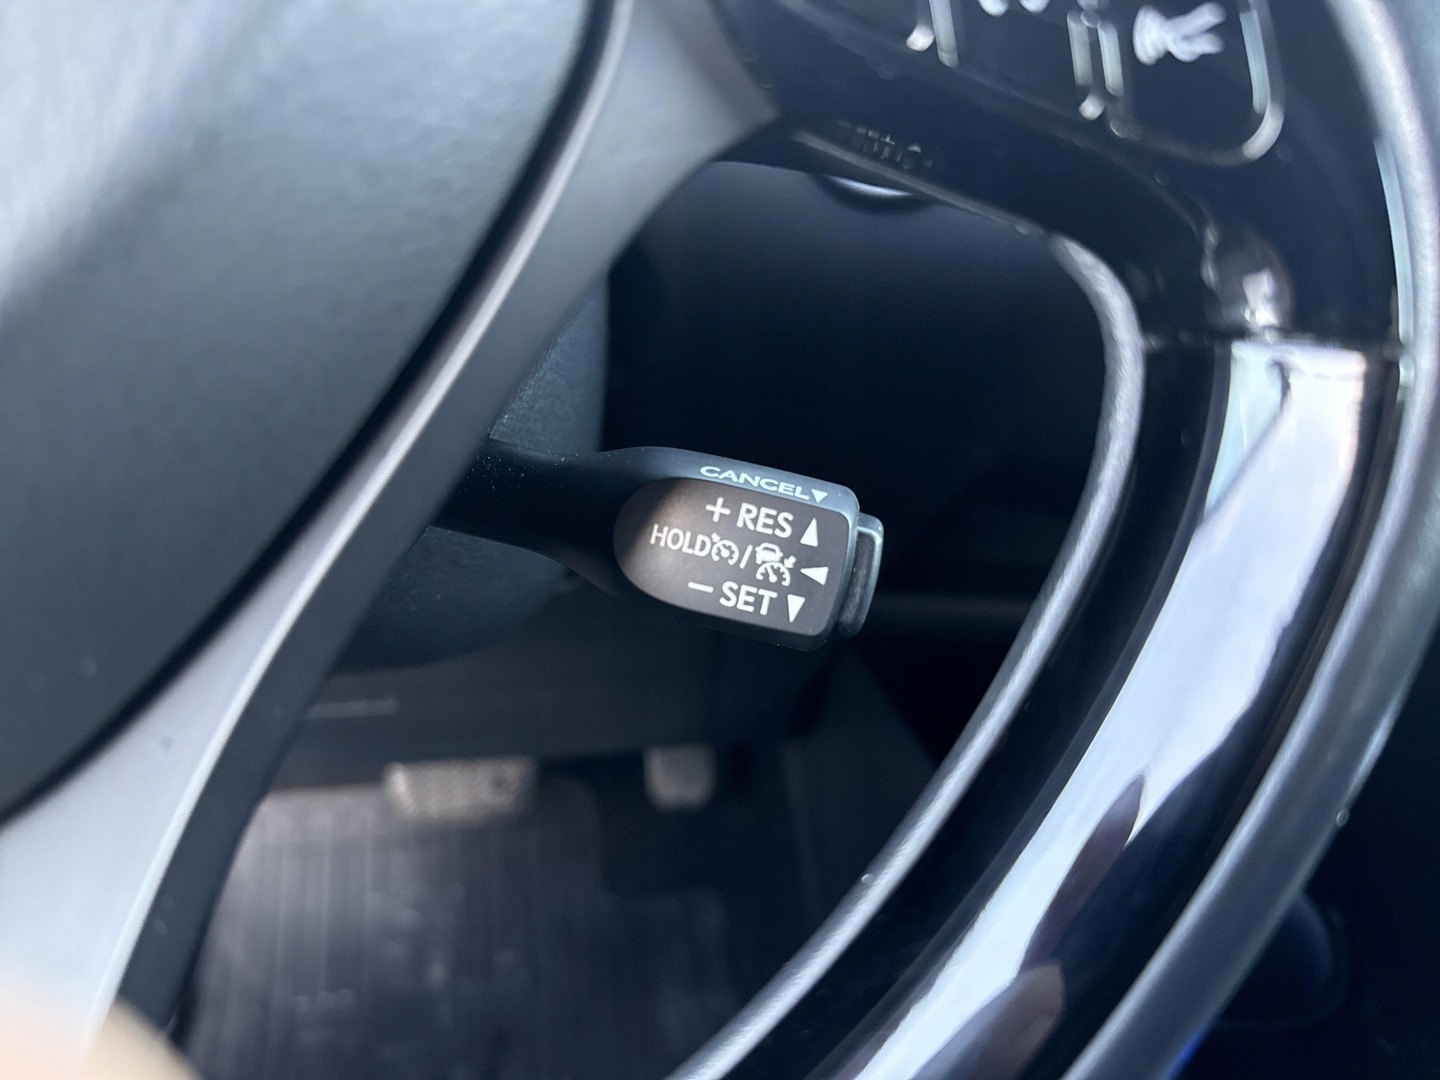 CANCEL▼
+ RES ▲
HOLD / ◀
− SET ▼